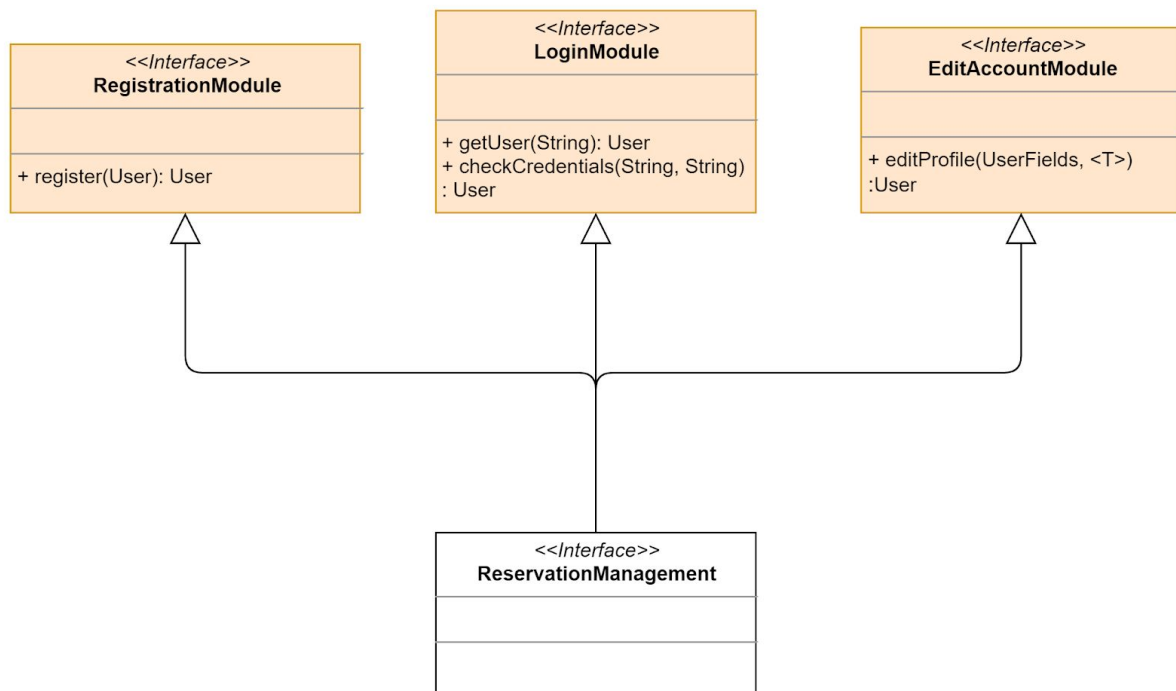 <<Interface>>
RegistrationModule
+ register(User): User
<<Interface>>
LoginModule
+ getUser(String): User
+ checkCredentials(String, String)
: User
<<Interface>>
EditAccountModule
+ editProfile(UserFields, <T>)
:User
<<Interface>>
ReservationManagement